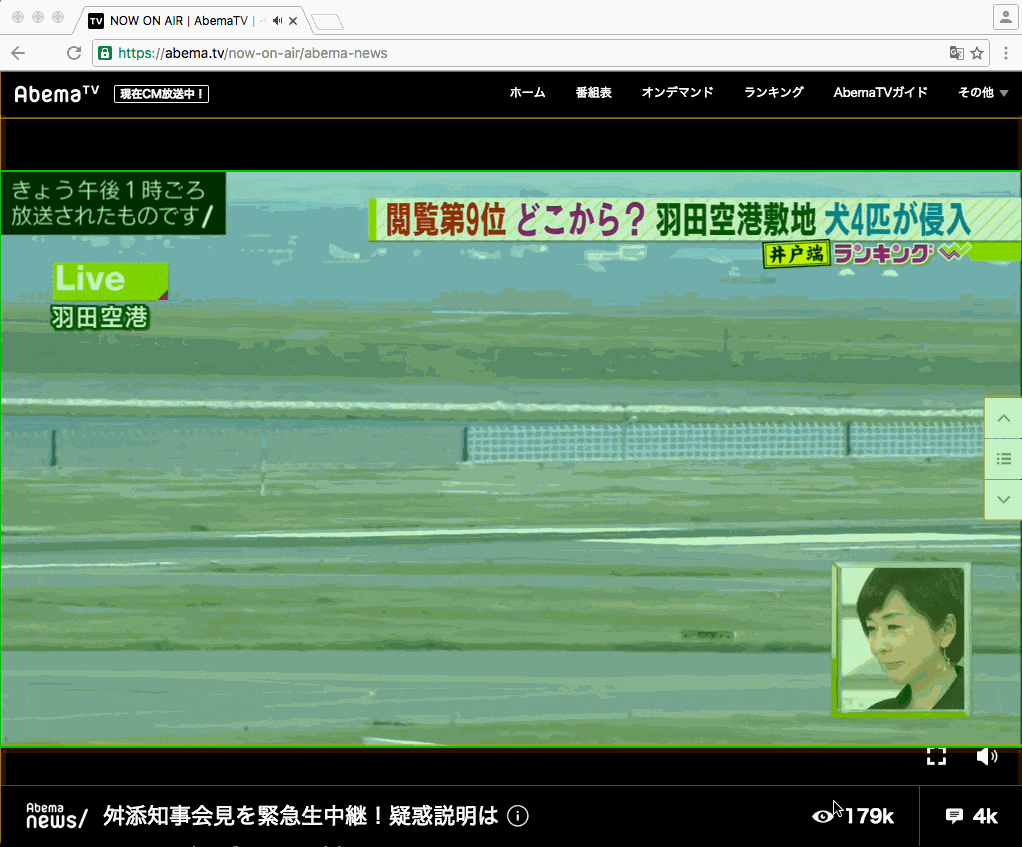 TV NOW ON AIR | AbemaTV |
https://abema.tv/now-on-air/abema-news
AbemaTV 現在CM放送中！ ホーム 番組表 オンデマンド ランキング AbemaTVガイド その他
きょう午後1時ごろ
放送されたものです/
閲覧第9位 どこから？ 羽田空港敷地 犬4匹が侵入
井戸端ランキング
Live
羽田空港
Abema news/ 舛添知事会見を緊急生中継！疑惑説明は 179k 4k